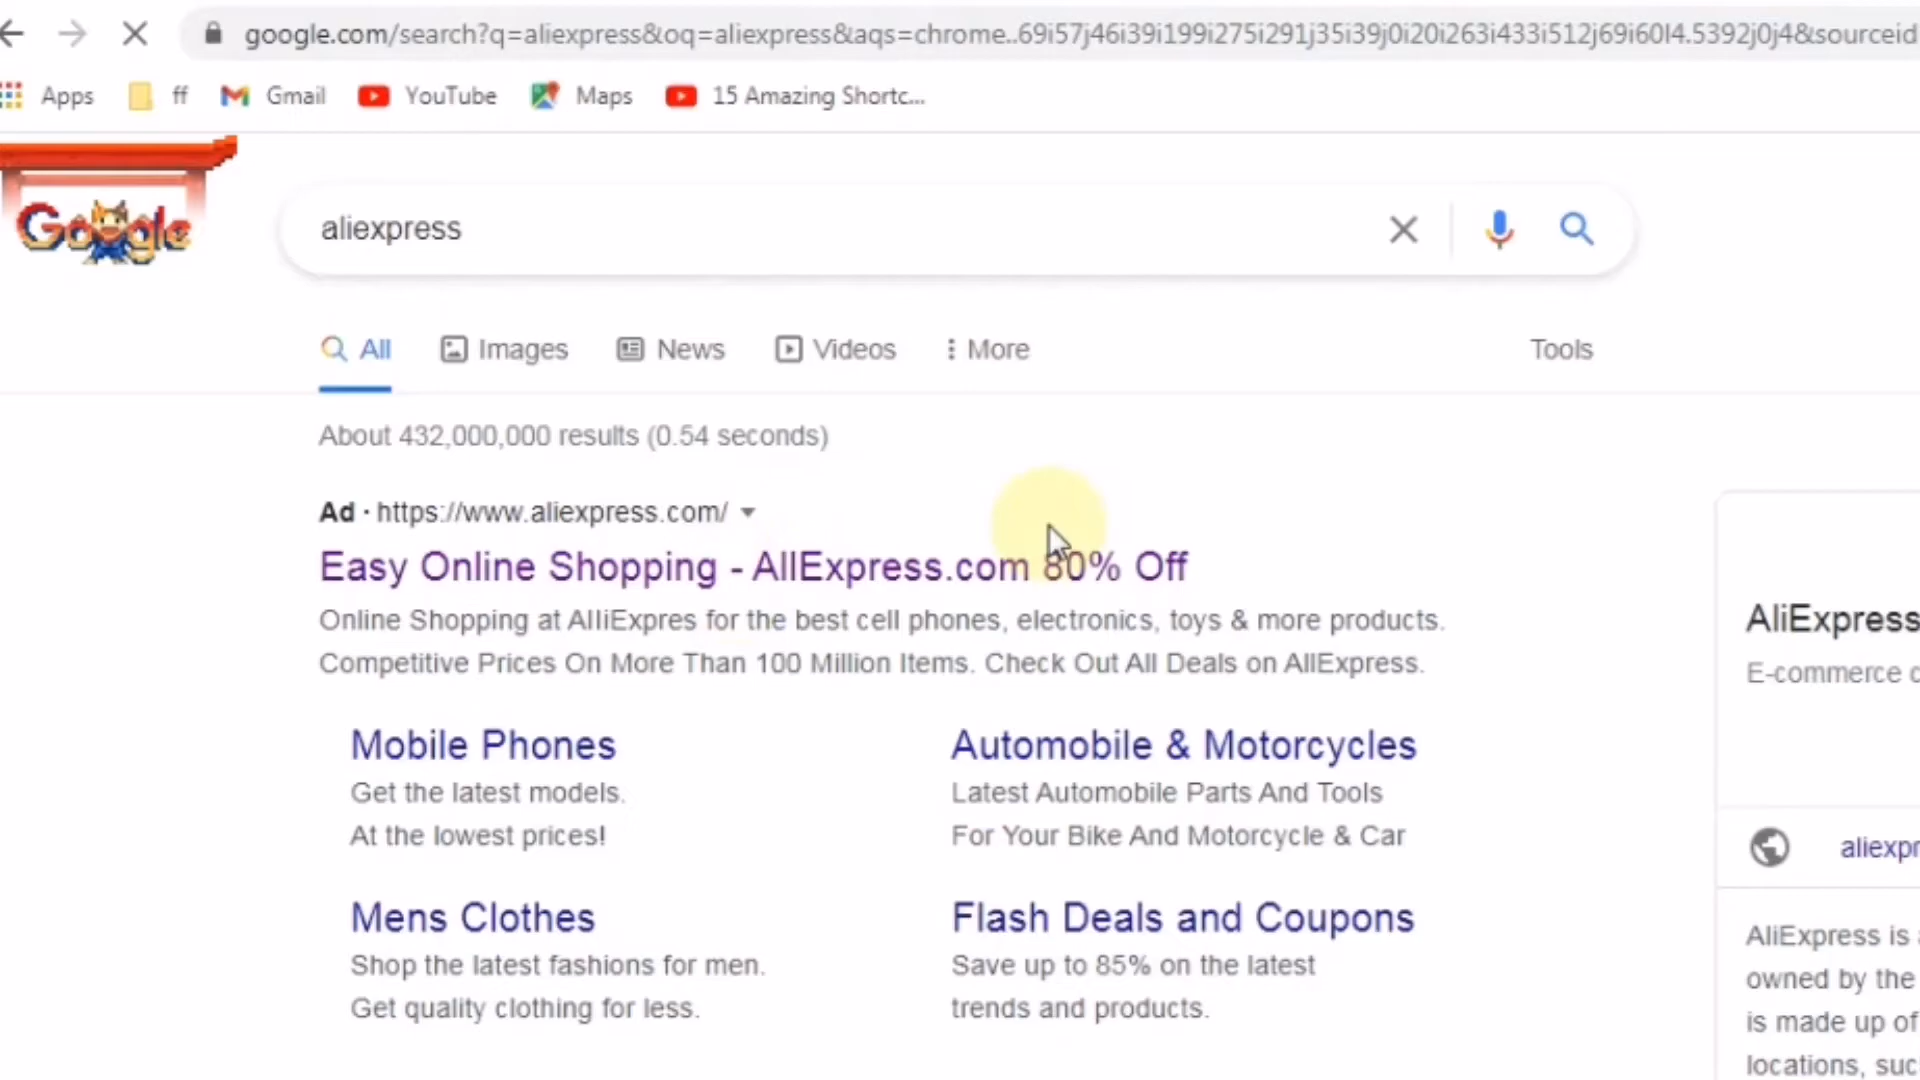 google.com/search?q=aliexpress&oq=aliexpress&aqs=chrome..69i57j46i39i199i275i291j35i39j0i20i263i433i512j69i60l4.5392j0j4&sourceid
Apps ff Gmail YouTube Maps 15 Amazing Shortc...
Google
aliexpress
All Images News Videos More Tools
About 432,000,000 results (0.54 seconds)
Ad · https://www.aliexpress.com/
Easy Online Shopping - AllExpress.com 80% Off
Online Shopping at AlliExpres for the best cell phones, electronics, toys & more products.
Competitive Prices On More Than 100 Million Items. Check Out All Deals on AllExpress.
Mobile Phones
Get the latest models.
At the lowest prices!
Automobile & Motorcycles
Latest Automobile Parts And Tools
For Your Bike And Motorcycle & Car
Mens Clothes
Shop the latest fashions for men.
Get quality clothing for less.
Flash Deals and Coupons
Save up to 85% on the latest
trends and products.
AliExpress
E-commerce
aliexpr
AliExpress is
owned by the
is made up of
locations, suc